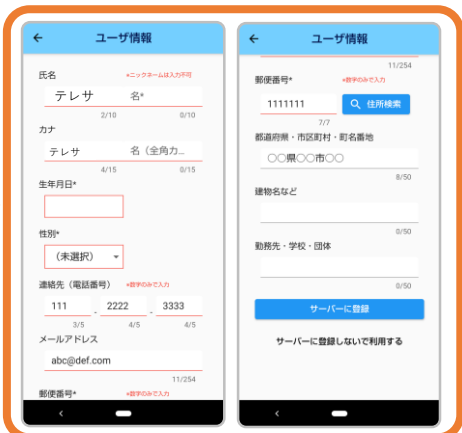 ユーザ情報
氏名 *ニックネームは入力不可
テレサ 名*
2/10 0/10
カナ
テレサ 名（全角カ...
4/15 0/15
生年月日*
性別*
(未選択)
連絡先（電話番号） *数字のみで入力
111 - 2222 - 3333
3/5 4/5 4/5
メールアドレス
abc@def.com
11/254
郵便番号* *数字のみで入力
ユーザ情報
11/254
郵便番号* *数字のみで入力
1111111 住所検索
7/7
都道府県・市区町村・町名番地
○○県○○市○○
8/50
建物名など
0/50
勤務先・学校・団体
0/50
サーバーに登録
サーバーに登録しないで利用する